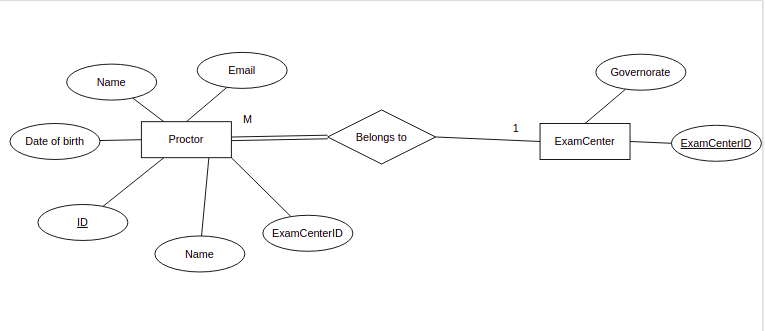 Name
Email
Governorate
M
1
Date of birth
Proctor
Belongs to
ExamCenter
ExamCenterID
ID
Name
ExamCenterID